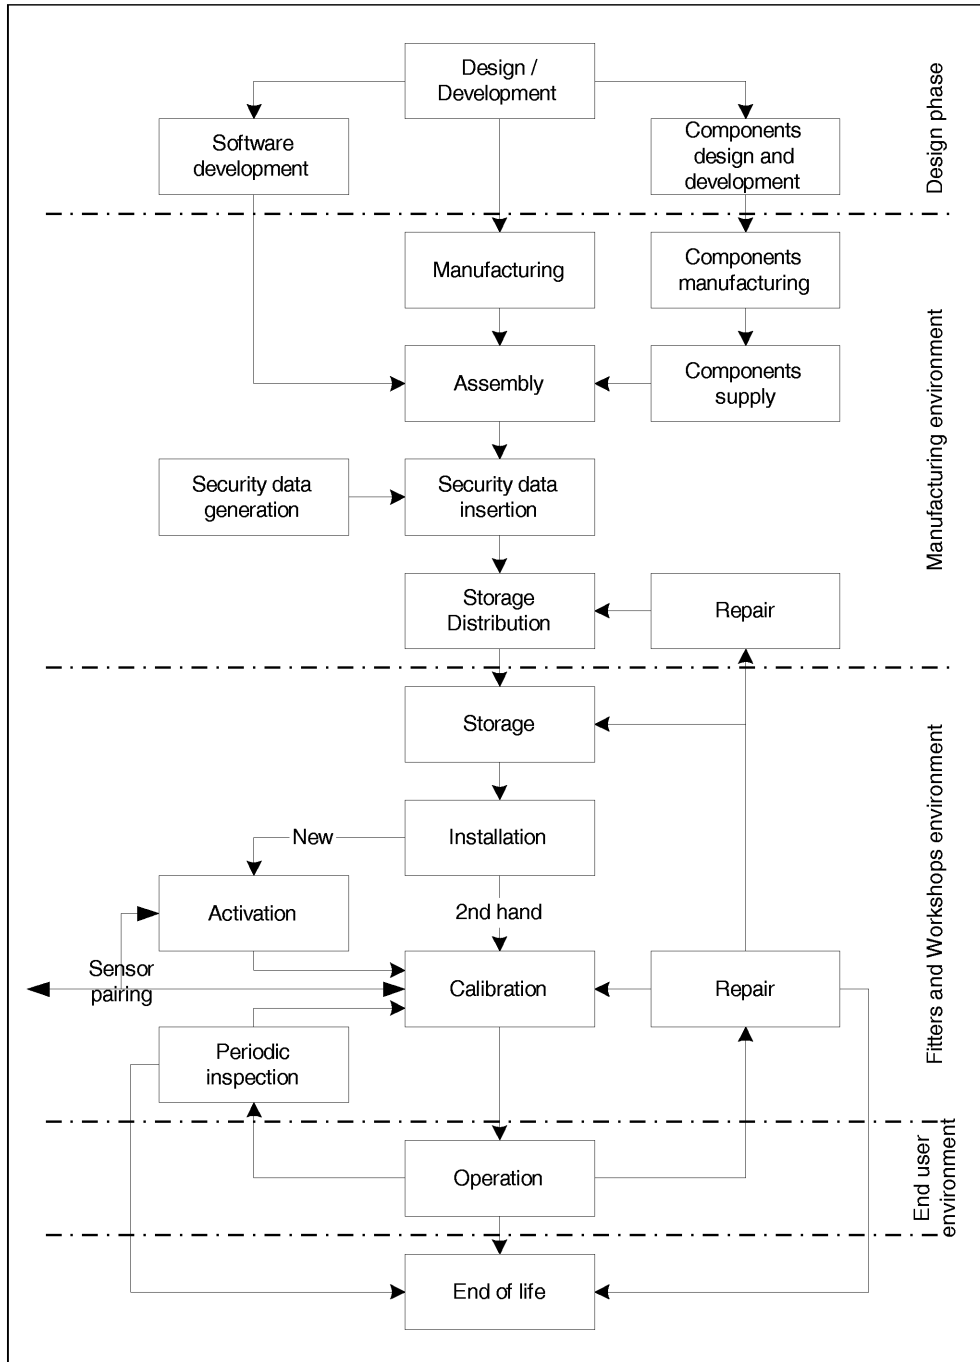 Design /
Development
Software
development
Components
design and
development
Design phase
Manufacturing
Components
manufacturing
Assembly
Components
supply
Manufacturing environment
Security data
generation
Security data
insertion
Storage
Distribution
Repair
Storage
Installation
New
Activation
2nd hand
Sensor
pairing
Calibration
Repair
Fitters and Workshops environment
Periodic
inspection
Operation
End user
environment
End of life